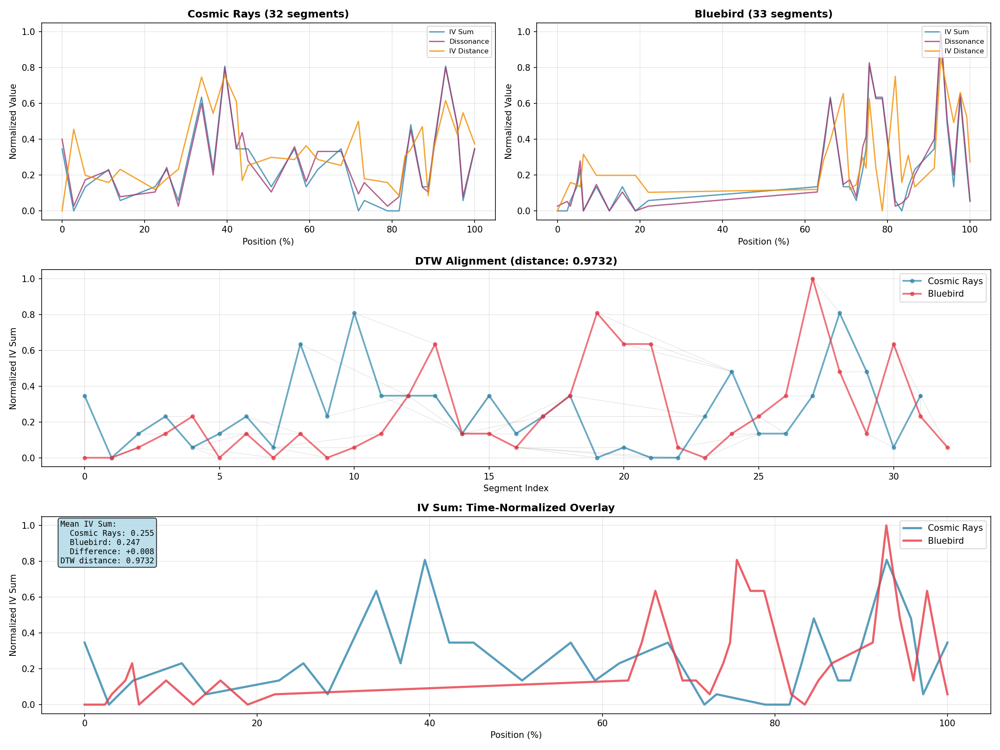 Cosmic Rays (32 segments)
Normalized Value
1.0
0.8
0.6
0.4
0.2
0.0
IV Sum
Dissonance
IV Distance
0 20 40 60 80 100
Position (%)
Bluebird (33 segments)
Normalized Value
1.0
0.8
0.6
0.4
0.2
0.0
IV Sum
Dissonance
IV Distance
0 20 40 60 80 100
Position (%)
DTW Alignment (distance: 0.9732)
Normalized IV Sum
1.0
0.8
0.6
0.4
0.2
0.0
Cosmic Rays
Bluebird
0 5 10 15 20 25 30
Segment Index
IV Sum: Time-Normalized Overlay
Normalized IV Sum
1.0
0.8
0.6
0.4
0.2
0.0
Mean IV Sum:
Cosmic Rays: 0.255
Bluebird: 0.247
Difference: +0.008
DTW distance: 0.9732
Cosmic Rays
Bluebird
0 20 40 60 80 100
Position (%)